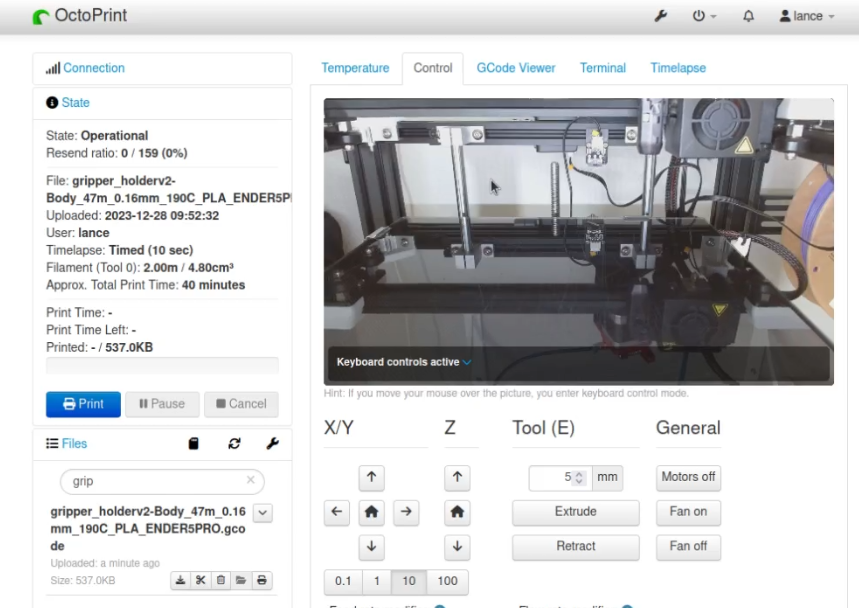 OctoPrint
lance
Connection
State
State: Operational
Resend ratio: 0 / 159 (0%)
File: gripper_holderv2-
Body_47m_0.16mm_190C_PLA_ENDER5P
Uploaded: 2023-12-28 09:52:32
User: lance
Timelapse: Timed (10 sec)
Filament (Tool 0): 2.00m / 4.80cm³
Approx. Total Print Time: 40 minutes
Print Time: -
Print Time Left: -
Printed: - / 537.0KB
Print Pause Cancel
Files
grip
gripper_holderv2-Body_47m_0.16
mm_190C_PLA_ENDER5PRO.gco
de
Uploaded: a minute ago
Size: 537.0KB
Temperature Control GCode Viewer Terminal Timelapse
Keyboard controls active
Hint: If you move your mouse over the picture, you enter keyboard control mode.
X/Y Z Tool (E) General
5 mm Motors off
Extrude Fan on
Retract Fan off
0.1 1 10 100